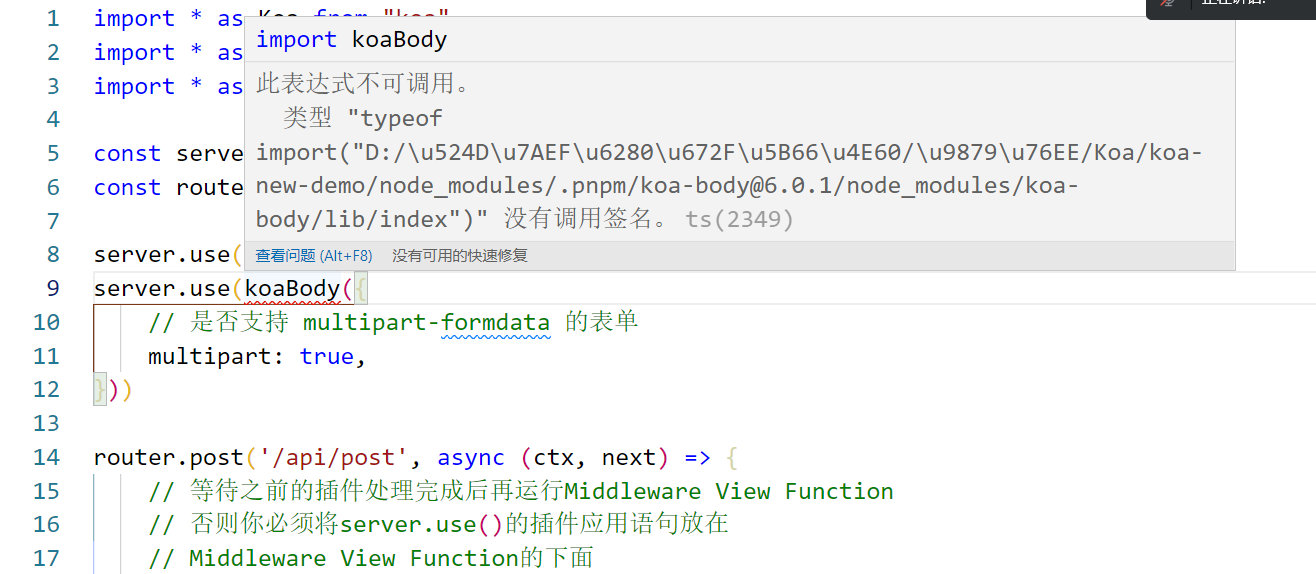 正在讲话:
1 import * as Koa from "koa"
import koaBody
2 import * as
3 import * as
此表达式不可调用。
类型 "typeof
import("D:/\u524D\u7AEF\u6280\u672F\u5B66\u4E60/\u9879\u76EE/Koa/koa-
new-demo/node_modules/.pnpm/koa-body@6.0.1/node_modules/koa-
body/lib/index")" 没有调用签名。 ts(2349)
查看问题 (Alt+F8) 没有可用的快速修复
4
5 const serve
6 const route
7
8 server.use(
9 server.use(koaBody({
10 // 是否支持 multipart-formdata 的表单
11 multipart: true,
12 }))
13
14 router.post('/api/post', async (ctx, next) => {
15 // 等待之前的插件处理完成后再运行Middleware View Function
16 // 否则你必须将server.use()的插件应用语句放在
17 // Middleware View Function的下面